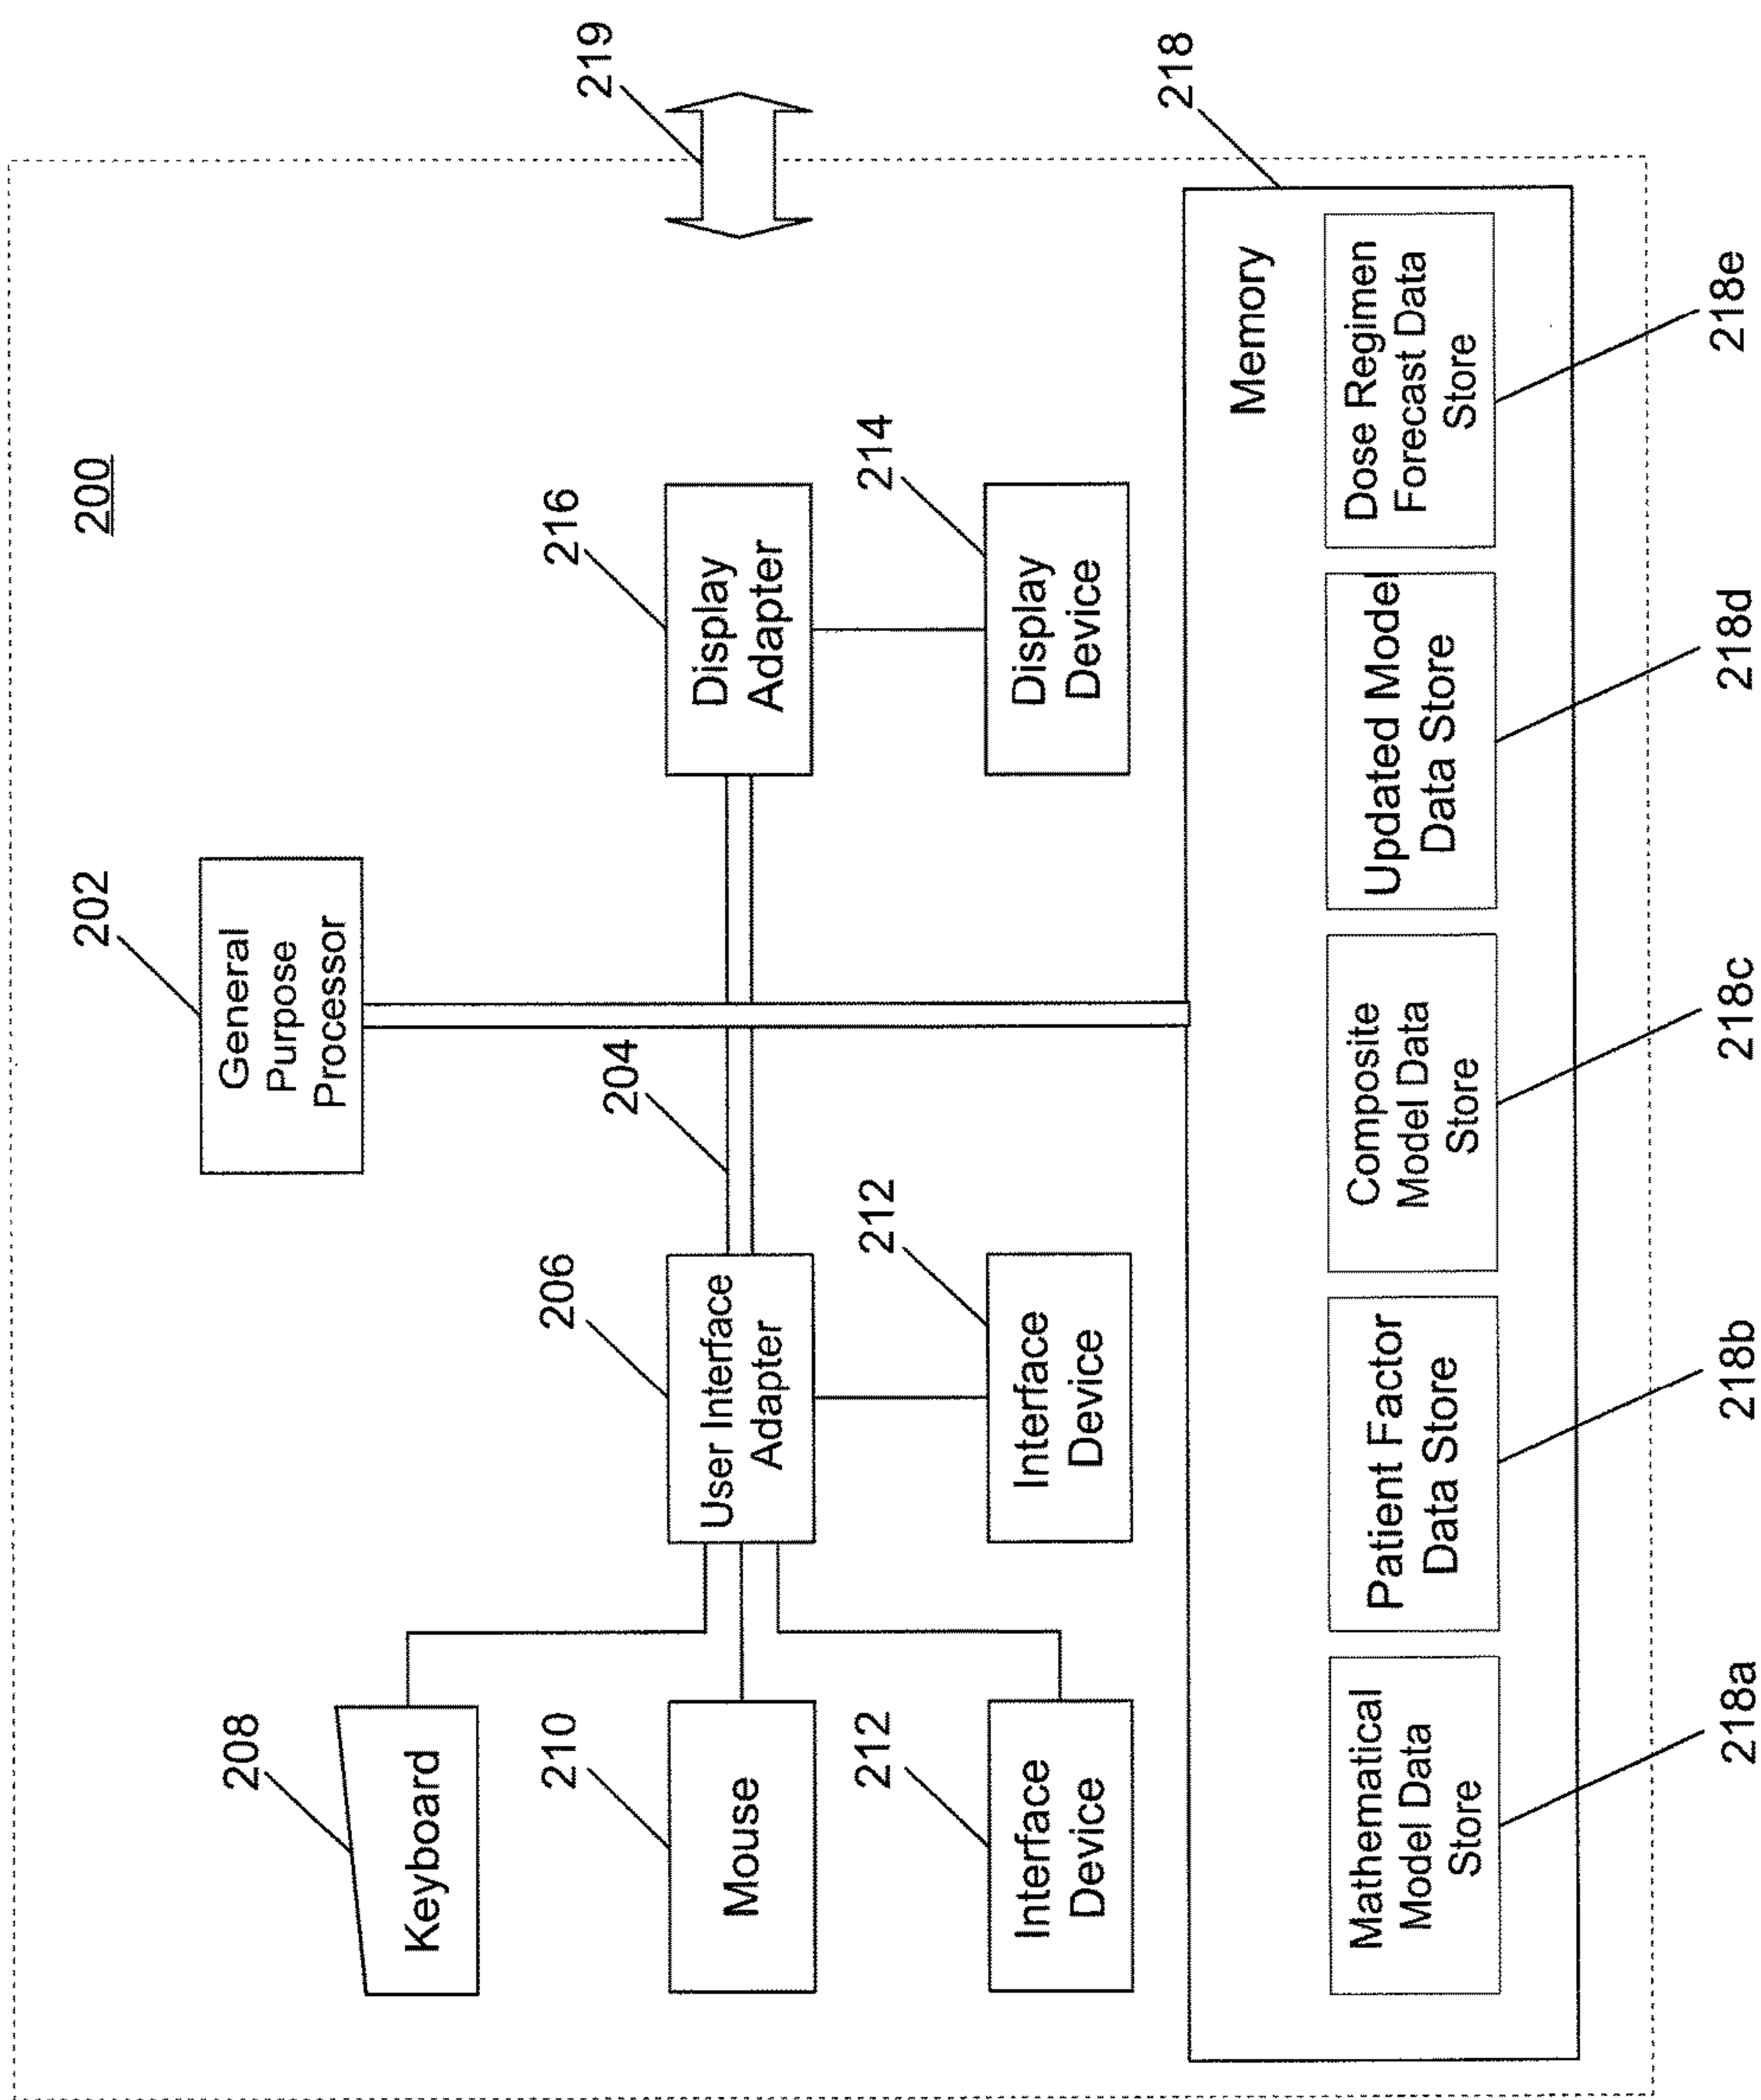 200
202
General
Purpose
Processor
219
208
Keyboard
206
User Interface
Adapter
204
216
Display
Adapter
210
Mouse
212
Interface
Device
212
Interface
Device
214
Display
Device
218
Memory
Mathematical
Model Data
Store
Patient Factor
Data Store
Composite
Model Data
Store
Updated Model
Data Store
Dose Regimen
Forecast Data
Store
218a
218b
218c
218d
218e